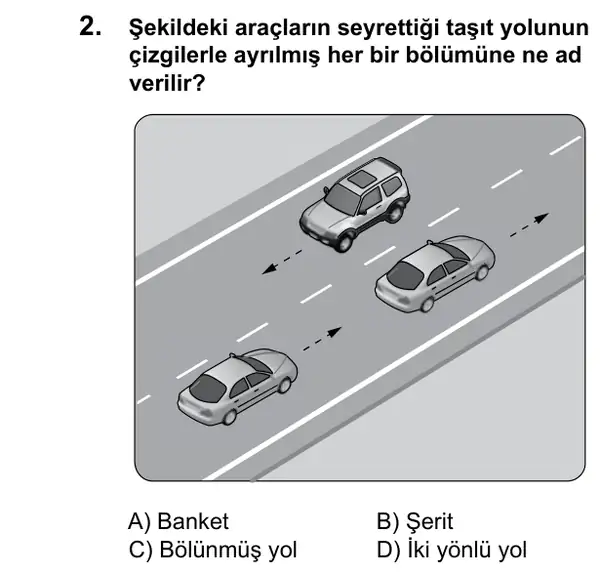 2. Şekildeki araçların seyrettiği taşıt yolunun
çizgilerle ayrılmış her bir bölümüne ne ad
verilir?
A) Banket
B) Şerit
C) Bölünmüş yol
D) İki yönlü yol